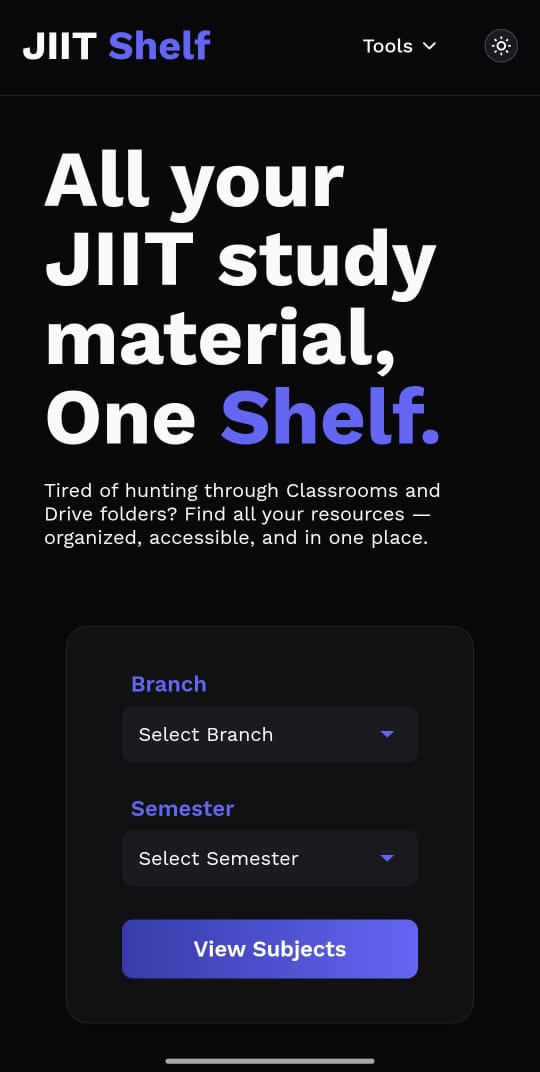 JIIT Shelf
Tools
All your
JIIT study
material,
One Shelf.
Tired of hunting through Classrooms and
Drive folders? Find all your resources —
organized, accessible, and in one place.
Branch
Select Branch
Semester
Select Semester
View Subjects